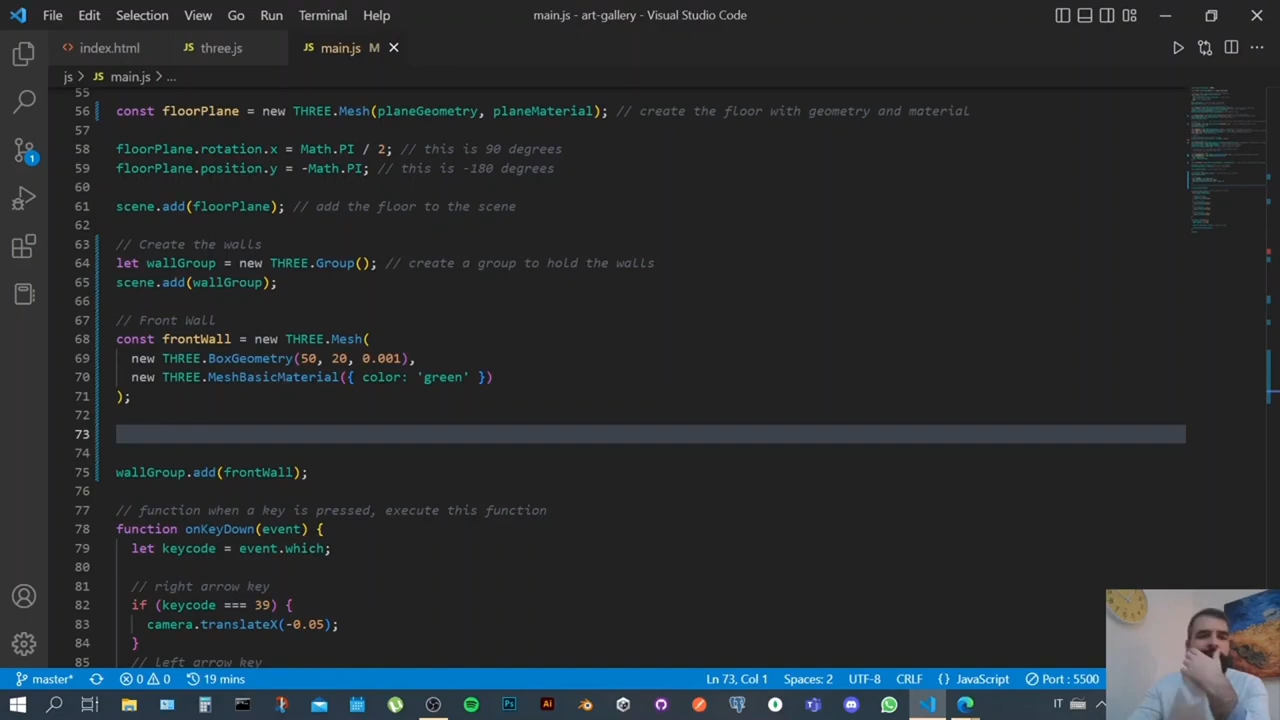 File Edit Selection View Go Run Terminal Help
main.js - art-gallery - Visual Studio Code
index.html
JS three.js
JS main.js M
js > JS main.js > ...
55
56 const floorPlane = new THREE.Mesh(planeGeometry, planeMaterial); // create the floor with geometry and material
57
58 floorPlane.rotation.x = Math.PI / 2; // this is 90 degrees
59 floorPlane.position.y = -Math.PI; // this is -180 degrees
60
61 scene.add(floorPlane); // add the floor to the scene
62
63 // Create the walls
64 let wallGroup = new THREE.Group(); // create a group to hold the walls
65 scene.add(wallGroup);
66
67 // Front Wall
68 const frontWall = new THREE.Mesh(
69 new THREE.BoxGeometry(50, 20, 0.001),
70 new THREE.MeshBasicMaterial({ color: 'green' })
71 );
72
73
74
75 wallGroup.add(frontWall);
76
77 // function when a key is pressed, execute this function
78 function onKeyDown(event) {
79 let keycode = event.which;
80
81 // right arrow key
82 if (keycode === 39) {
83 camera.translateX(-0.05);
84 }
85 // left arrow key
1
master* 0 0 19 mins
Ln 73, Col 1 Spaces: 2 UTF-8 CRLF {} JavaScript Port : 5500
Ps Ai IT